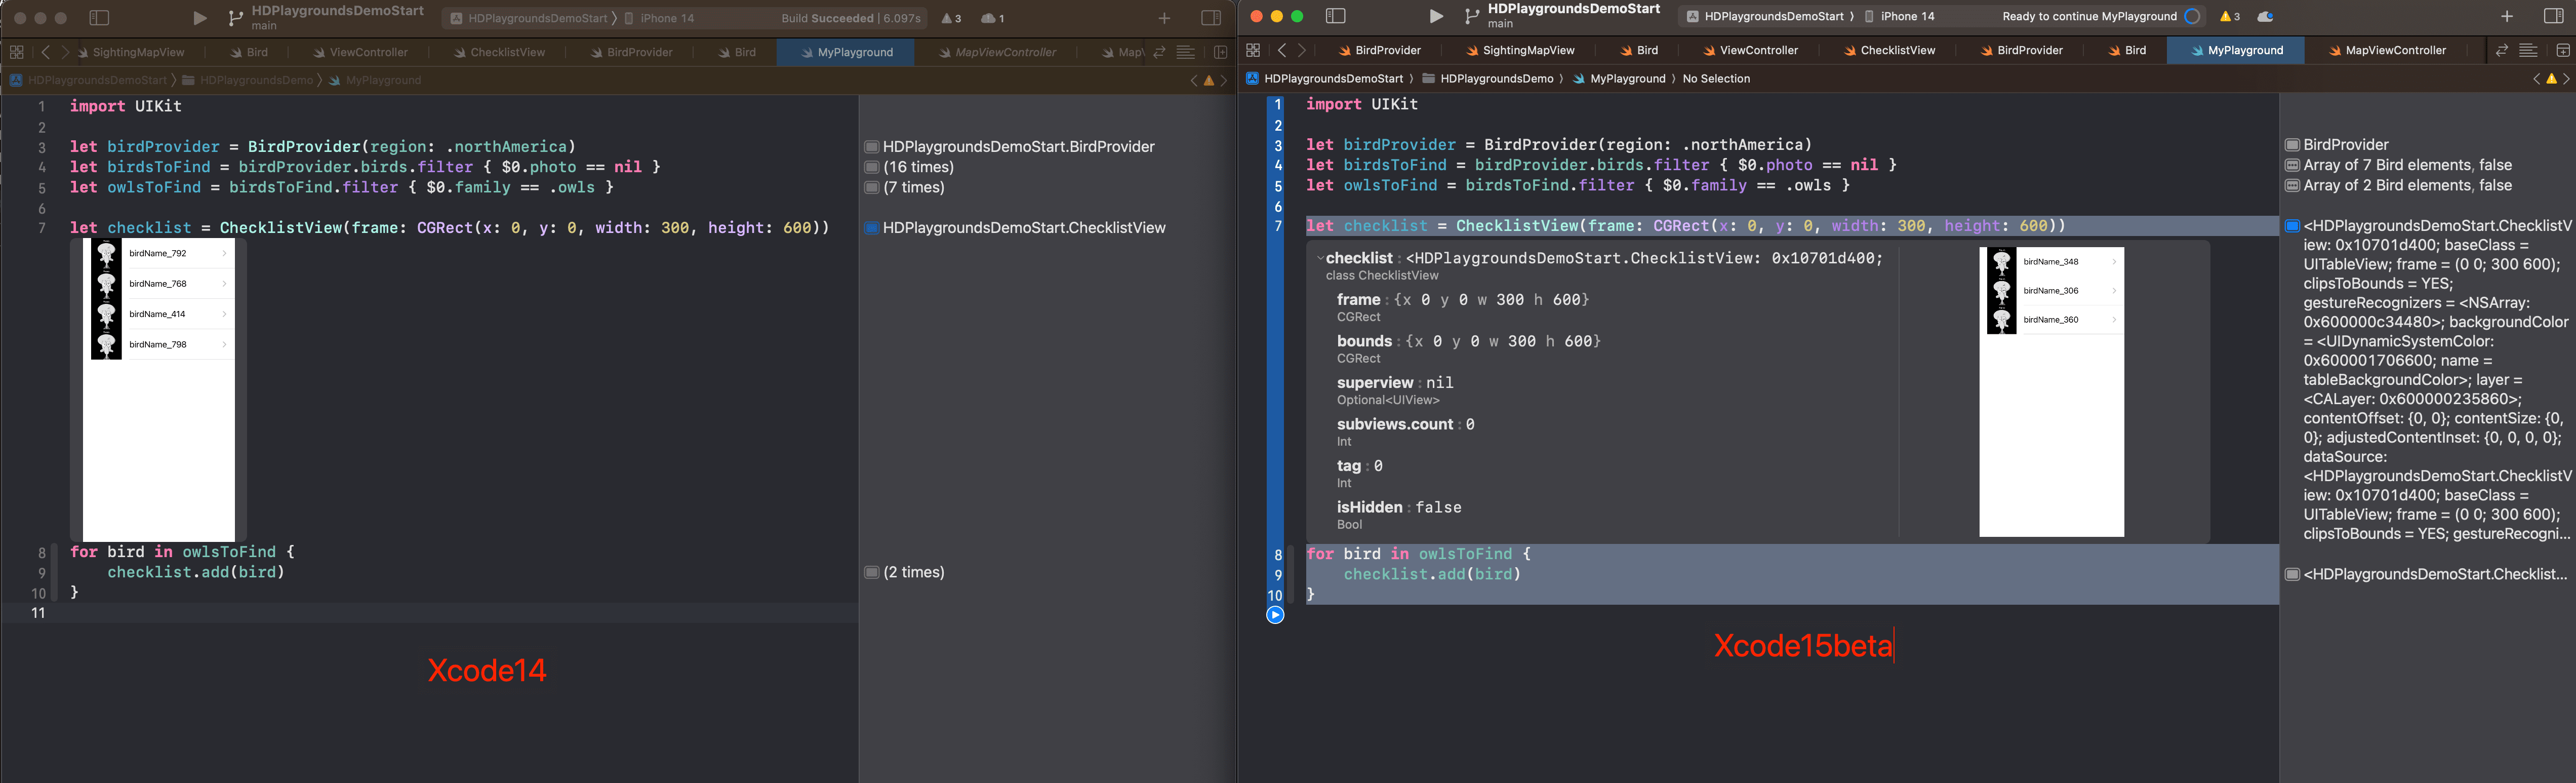 HDPlaygroundsDemoStart
main
HDPlaygroundsDemoStart 〉 iPhone 14
Build Succeeded | 6.097s
3
1
SightingMapView
Bird
ViewController
ChecklistView
BirdProvider
Bird
MyPlayground
MapViewController
MapV
HDPlaygroundsDemoStart 〉 HDPlaygroundsDemo 〉 MyPlayground
1 import UIKit
2
3 let birdProvider = BirdProvider(region: .northAmerica)
HDPlaygroundsDemoStart.BirdProvider
4 let birdsToFind = birdProvider.birds.filter { $0.photo == nil }
(16 times)
5 let owlsToFind = birdsToFind.filter { $0.family == .owls }
(7 times)
6
7 let checklist = ChecklistView(frame: CGRect(x: 0, y: 0, width: 300, height: 600))
HDPlaygroundsDemoStart.ChecklistView
birdName_792
birdName_768
birdName_414
birdName_798
8 for bird in owlsToFind {
9 checklist.add(bird)
(2 times)
10 }
11
Xcode14
HDPlaygroundsDemoStart
main
HDPlaygroundsDemoStart 〉 iPhone 14
Ready to continue MyPlayground
3
BirdProvider
SightingMapView
Bird
ViewController
ChecklistView
BirdProvider
Bird
MyPlayground
MapViewController
HDPlaygroundsDemoStart 〉 HDPlaygroundsDemo 〉 MyPlayground 〉 No Selection
1 import UIKit
2
3 let birdProvider = BirdProvider(region: .northAmerica)
BirdProvider
4 let birdsToFind = birdProvider.birds.filter { $0.photo == nil }
Array of 7 Bird elements, false
5 let owlsToFind = birdsToFind.filter { $0.family == .owls }
Array of 2 Bird elements, false
6
7 let checklist = ChecklistView(frame: CGRect(x: 0, y: 0, width: 300, height: 600))
checklist : <HDPlaygroundsDemoStart.ChecklistView: 0x10701d400;
class ChecklistView
frame : {x 0 y 0 w 300 h 600}
CGRect
bounds : {x 0 y 0 w 300 h 600}
CGRect
superview : nil
Optional<UIView>
subviews.count : 0
Int
tag : 0
Int
isHidden : false
Bool
birdName_348
birdName_306
birdName_360
<HDPlaygroundsDemoStart.ChecklistV
iew: 0x10701d400; baseClass =
UITableView; frame = (0 0; 300 600);
clipsToBounds = YES;
gestureRecognizers = <NSArray:
0x600000c34480>; backgroundColor
= <UIDynamicSystemColor:
0x600001706600; name =
tableBackgroundColor>; layer =
<CALayer: 0x600000235860>;
contentOffset: {0, 0}; contentSize: {0,
0}; adjustedContentInset: {0, 0, 0, 0};
dataSource:
<HDPlaygroundsDemoStart.ChecklistV
iew: 0x10701d400; baseClass =
UITableView; frame = (0 0; 300 600);
clipsToBounds = YES; gestureRecogni...
8 for bird in owlsToFind {
9 checklist.add(bird)
<HDPlaygroundsDemoStart.Checklist...
10 }
Xcode15beta